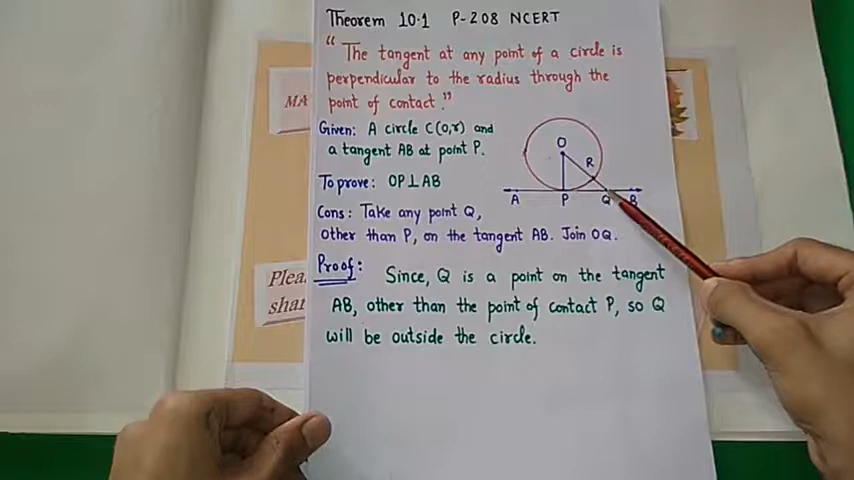 Theorem 10.1 P-208 NCERT
"The tangent at any point of a circle is
perpendicular to the radius through the
point of contact."
Given: A circle C(O,r) and
a tangent AB at point P.
To prove: OP⊥AB
Cons: Take any point Q,
Other than P, on the tangent AB. Join OQ.
Proof: Since, Q is a point on the tangent
AB, other than the point of contact P, so Q
will be outside the circle.
O
R
A P Q B
MA
Plea
shar